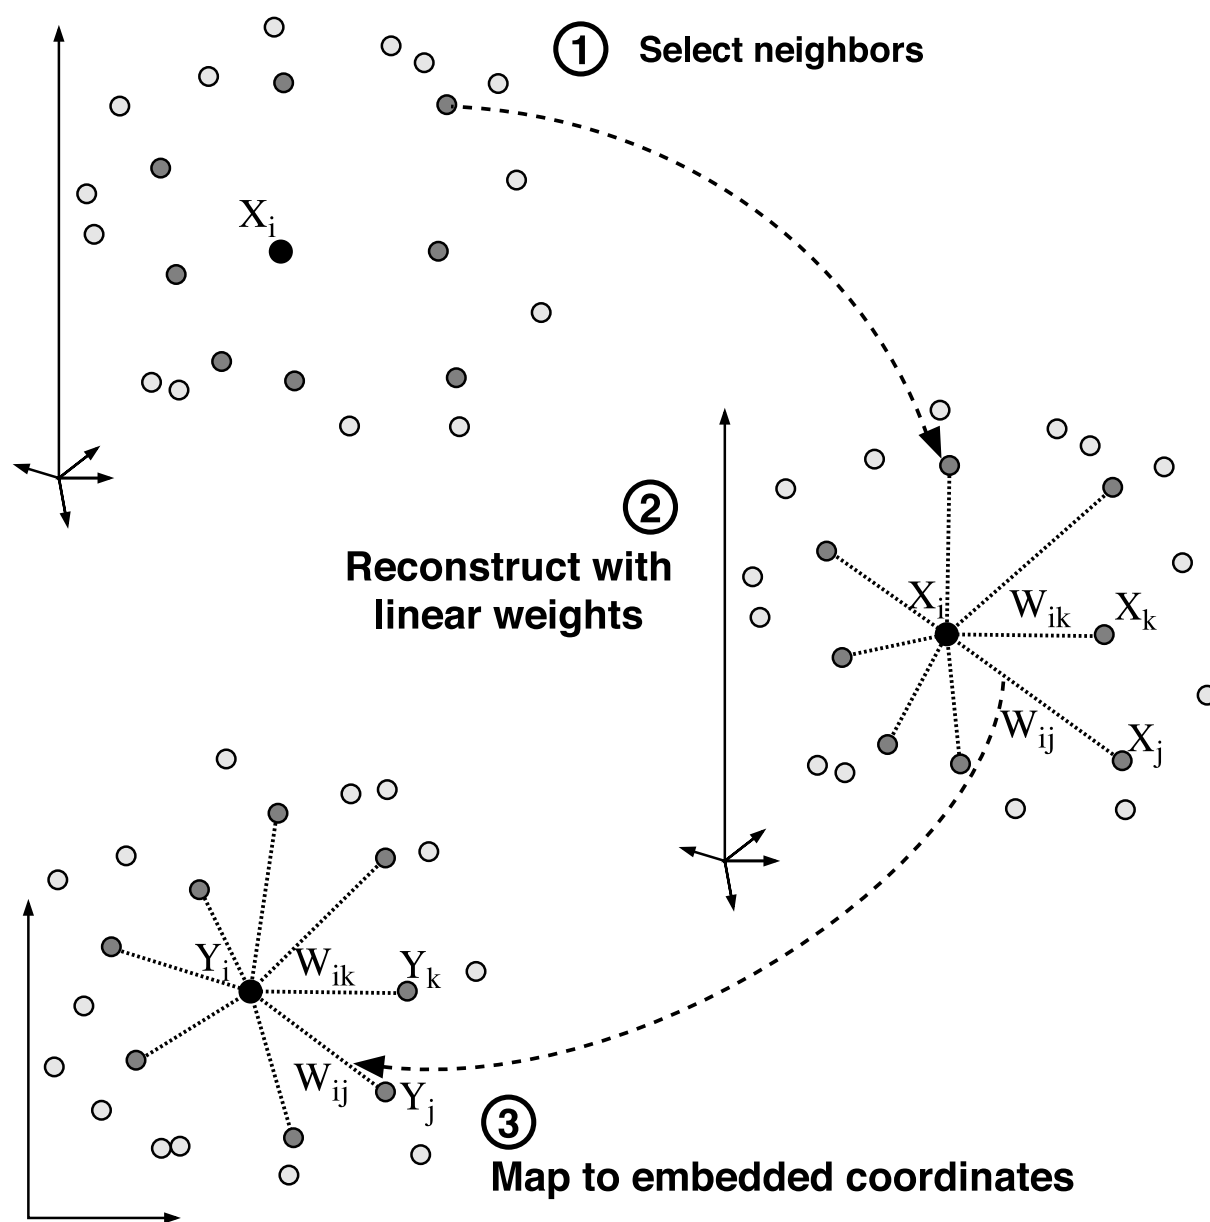 1 Select neighbors
X_i
2
Reconstruct with
linear weights
X_i
W_ik
X_k
W_ij
X_j
Y_i
W_ik
Y_k
W_ij
Y_j
3
Map to embedded coordinates